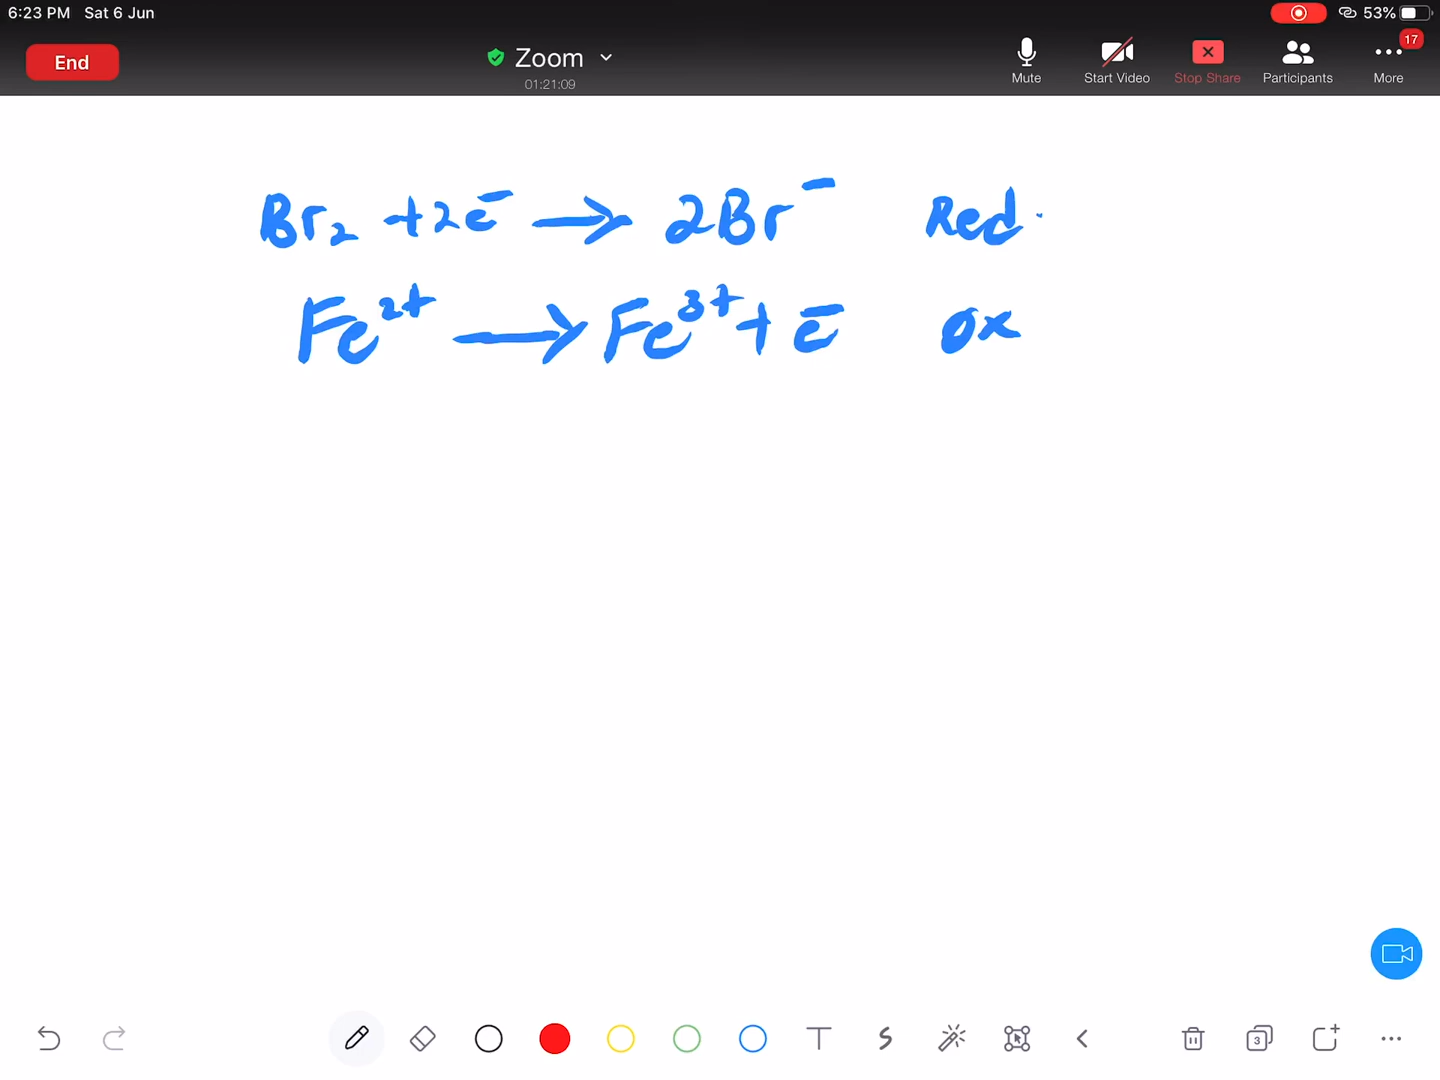 6:23 PM Sat 6 Jun
53%
End
Zoom
01:21:09
Mute
Start Video
Stop Share
Participants
17
More
Br₂ + 2e⁻ → 2Br⁻ Red.
Fe²⁺ → Fe³⁺ + e⁻ ox
T
3